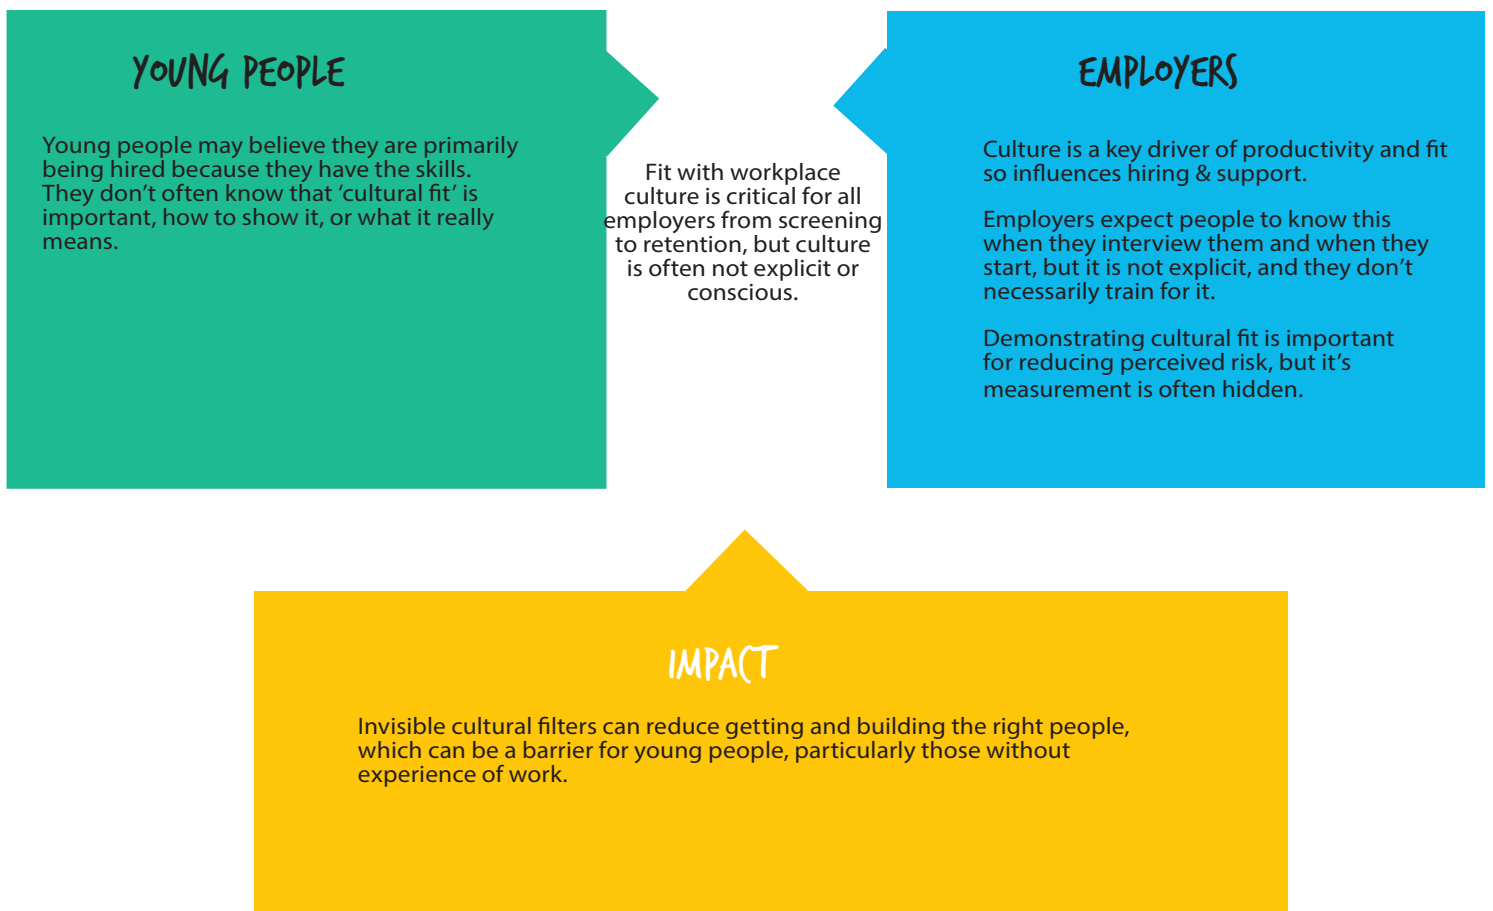 YOUNG PEOPLE
Young people may believe they are primarily
being hired because they have the skills.
They don’t often know that ‘cultural fit’ is
important, how to show it, or what it really
means.
Fit with workplace
culture is critical for all
employers from screening
to retention, but culture
is often not explicit or
conscious.
EMPLOYERS
Culture is a key driver of productivity and fit
so influences hiring & support.
Employers expect people to know this
when they interview them and when they
start, but it is not explicit, and they don’t
necessarily train for it.
Demonstrating cultural fit is important
for reducing perceived risk, but it’s
measurement is often hidden.
IMPACT
Invisible cultural filters can reduce getting and building the right people,
which can be a barrier for young people, particularly those without
experience of work.